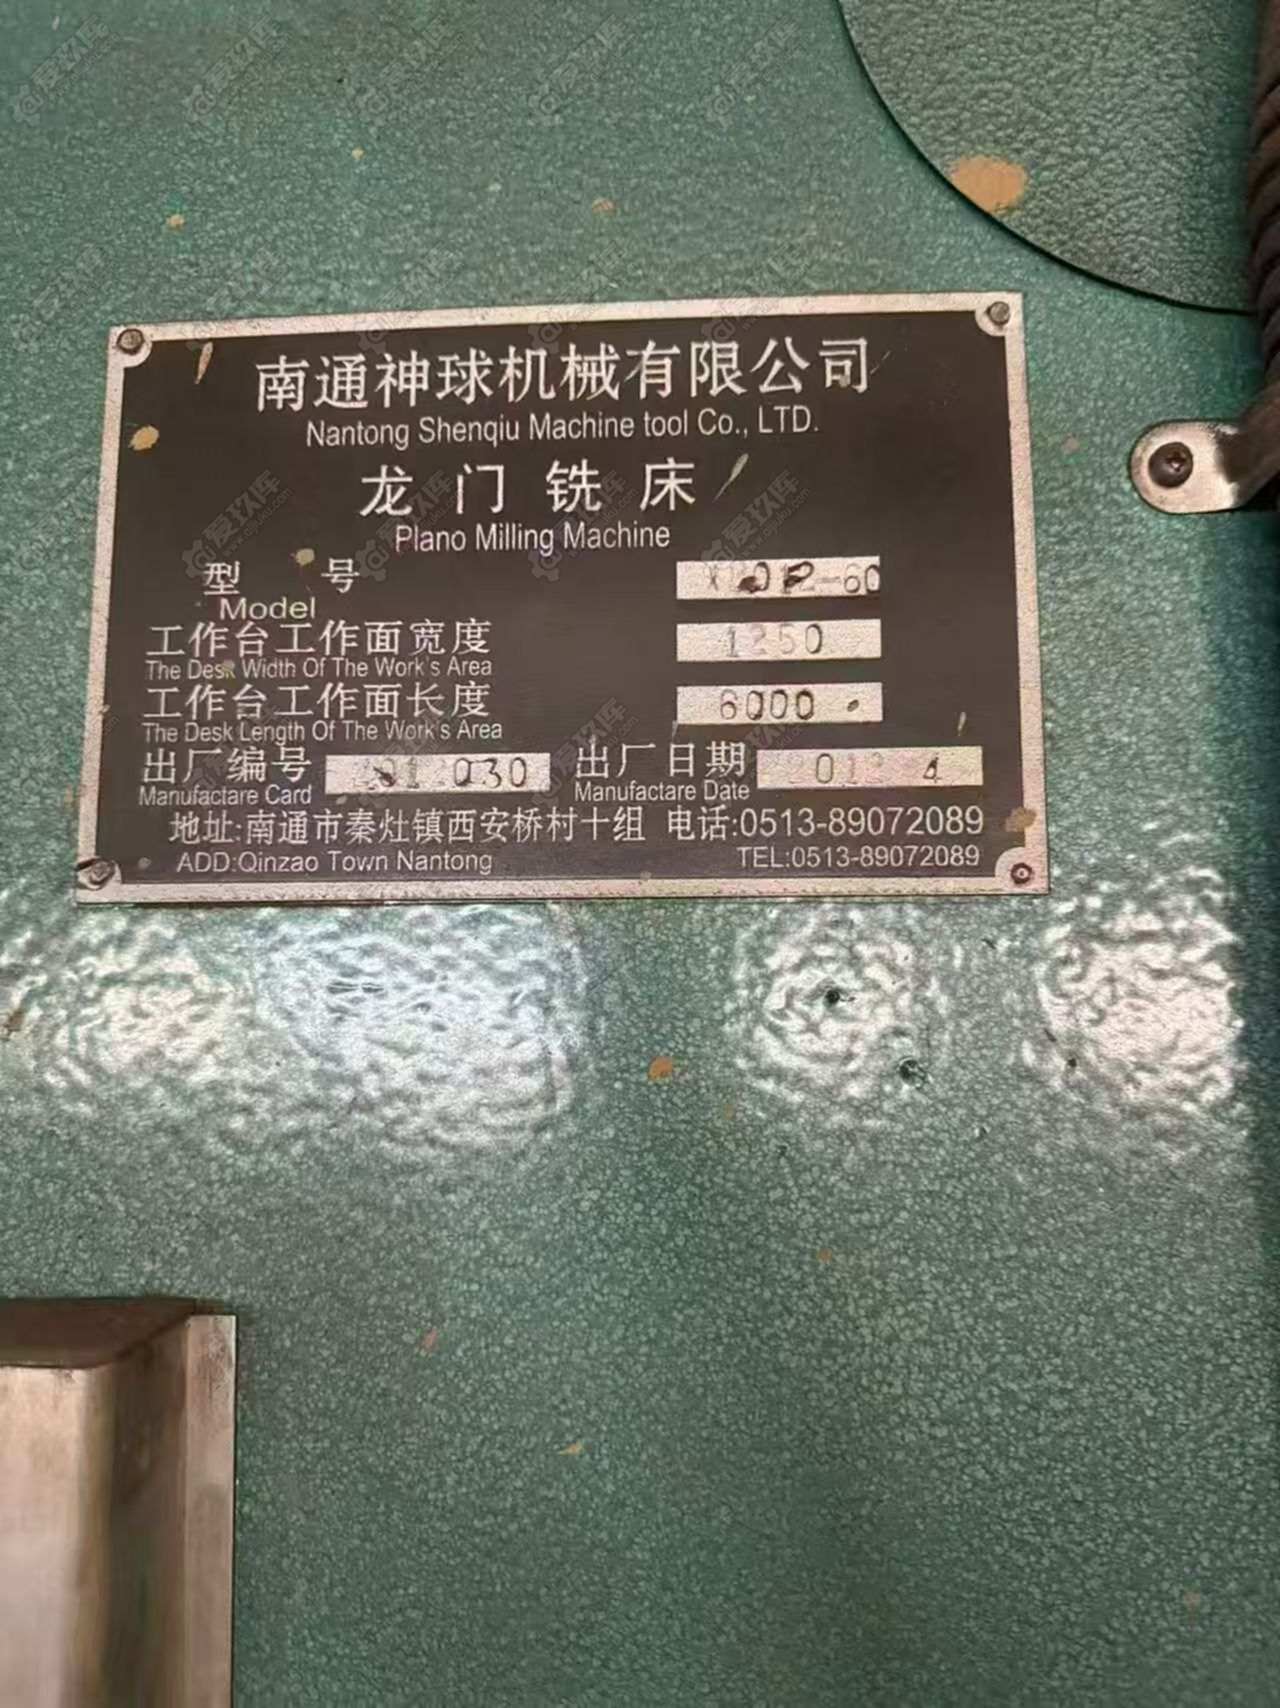 南通神球机械有限公司
Nantong Shenqiu Machine tool Co., LTD.
龙门铣床
Plano Milling Machine
型号
Model
工作台工作面宽度 1250
The Desk Width Of The Work's Area
工作台工作面长度 6000
The Desk Length Of The Work's Area
出厂编号 出厂日期
Manufactare Card Manufactare Date
地址:南通市秦灶镇西安桥村十组 电话:0513-89072089
ADD:Qinzao Town Nantong TEL:0513-89072089